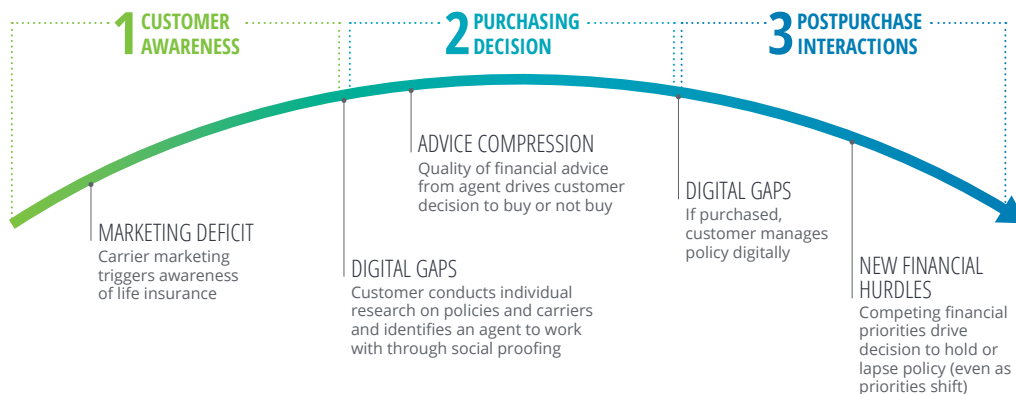 1 CUSTOMER
AWARENESS
2 PURCHASING
DECISION
3 POSTPURCHASE
INTERACTIONS
MARKETING DEFICIT
Carrier marketing
triggers awareness
of life insurance
DIGITAL GAPS
Customer conducts individual
research on policies and carriers
and identifies an agent to work
with through social proofing
ADVICE COMPRESSION
Quality of financial advice
from agent drives customer
decision to buy or not buy
DIGITAL GAPS
If purchased,
customer manages
policy digitally
NEW FINANCIAL
HURDLES
Competing financial
priorities drive
decision to hold or
lapse policy (even as
priorities shift)